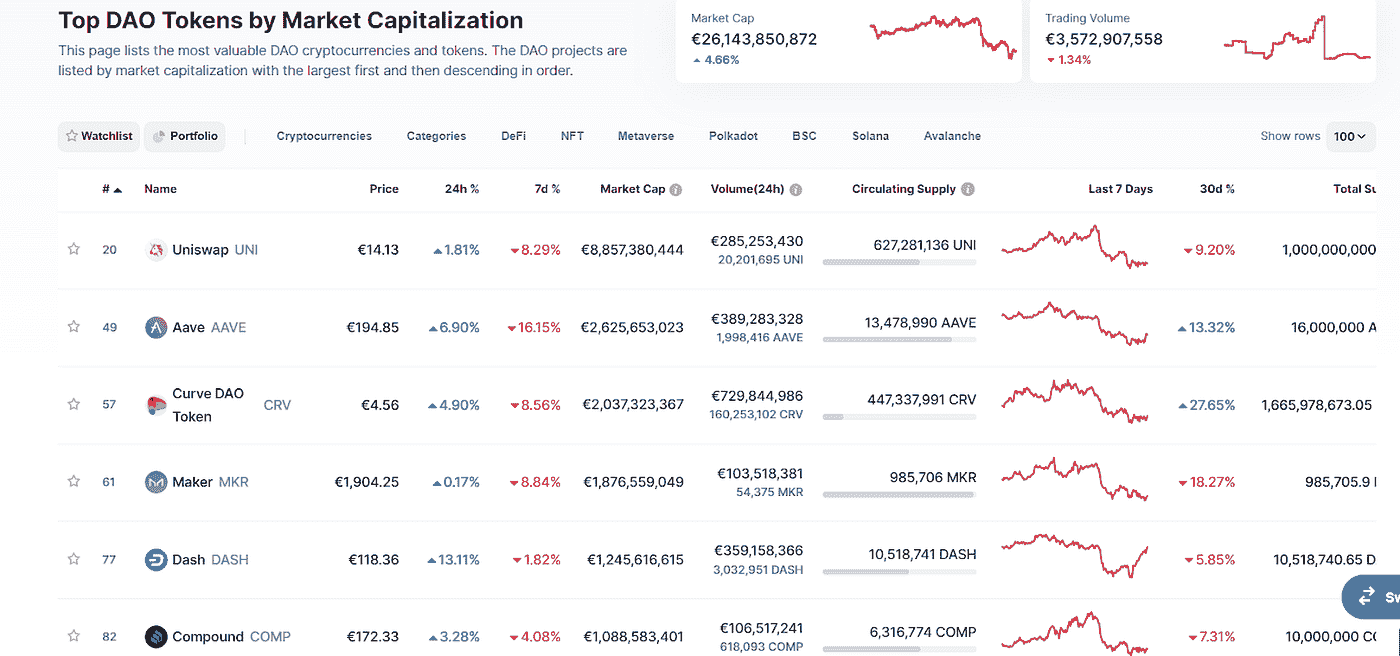 Top DAO Tokens by Market Capitalization
This page lists the most valuable DAO cryptocurrencies and tokens. The DAO projects are
listed by market capitalization with the largest first and then descending in order.
Market Cap
€26,143,850,872
4.66%
Trading Volume
€3,572,907,558
1.34%
Watchlist Portfolio Cryptocurrencies Categories DeFi NFT Metaverse Polkadot BSC Solana Avalanche Show rows 100
# Name Price 24h % 7d % Market Cap Volume(24h) Circulating Supply Last 7 Days 30d % Total Su
20 Uniswap UNI €14.13 1.81% 8.29% €8,857,380,444 €285,253,430 627,281,136 UNI 9.20% 1,000,000,000
20,201,695 UNI
49 Aave AAVE €194.85 6.90% 16.15% €2,625,653,023 €389,283,328 13,478,990 AAVE 13.32% 16,000,000 A
1,998,416 AAVE
57 Curve DAO Token CRV €4.56 4.90% 8.56% €2,037,323,367 €729,844,986 447,337,991 CRV 27.65% 1,665,978,673.05
160,253,102 CRV
61 Maker MKR €1,904.25 0.17% 8.84% €1,876,559,049 €103,518,381 985,706 MKR 18.27% 985,705.9
54,375 MKR
77 Dash DASH €118.36 13.11% 1.82% €1,245,616,615 €359,158,366 10,518,741 DASH 5.85% 10,518,740.65 D
3,032,951 DASH
Sw
82 Compound COMP €172.33 3.28% 4.08% €1,088,583,401 €106,517,241 6,316,774 COMP 7.31% 10,000,000 CO
618,093 COMP